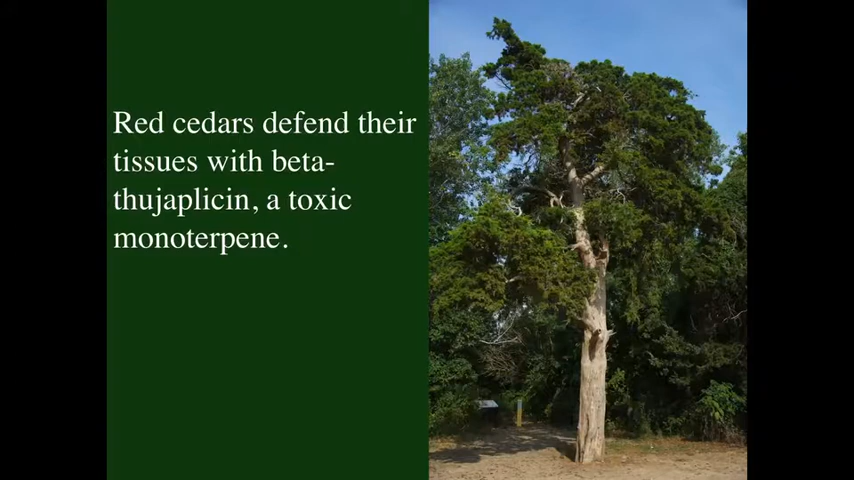 Red cedars defend their
tissues with beta-
thujaplicin, a toxic
monoterpene.